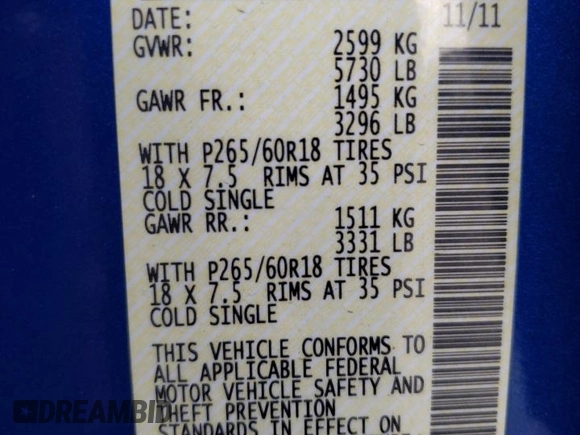 DATE: 11/11
GVWR: 2599 KG
5730 LB
GAWR FR.: 1495 KG
3296 LB
WITH P265/60R18 TIRES
18 X 7.5 RIMS AT 35 PSI
COLD SINGLE
GAWR RR.: 1511 KG
3331 LB
WITH P265/60R18 TIRES
18 X 7.5 RIMS AT 35 PSI
COLD SINGLE
THIS VEHICLE CONFORMS TO
ALL APPLICABLE FEDERAL
MOTOR VEHICLE SAFETY AND
THEFT PREVENTION
STANDARDS IN EFFECT ON
DREAMBID